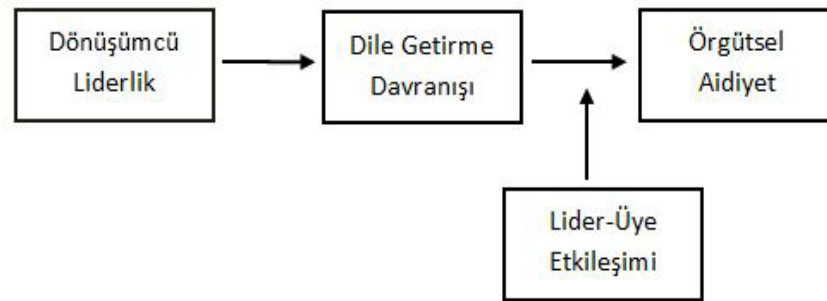 Dönüşümcü
Liderlik
Dile Getirme
Davranışı
Örgütsel
Aidiyet
Lider-Üye
Etkileşimi